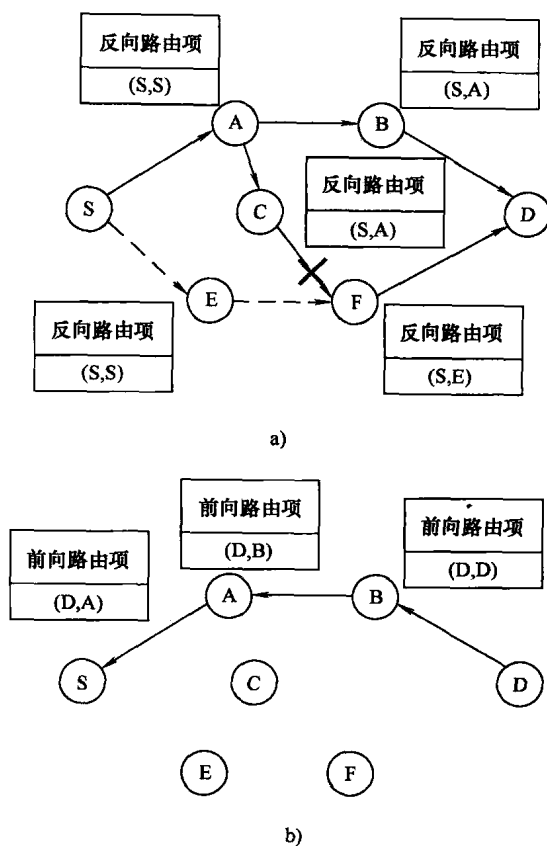 反向路由项
(S,S)
反向路由项
(S,A)
A
B
反向路由项
(S,A)
S
C
D
E
F
反向路由项
(S,S)
反向路由项
(S,E)
a)
前向路由项
(D,B)
前向路由项
(D,D)
前向路由项
(D,A)
A
B
S
C
D
E
F
b)